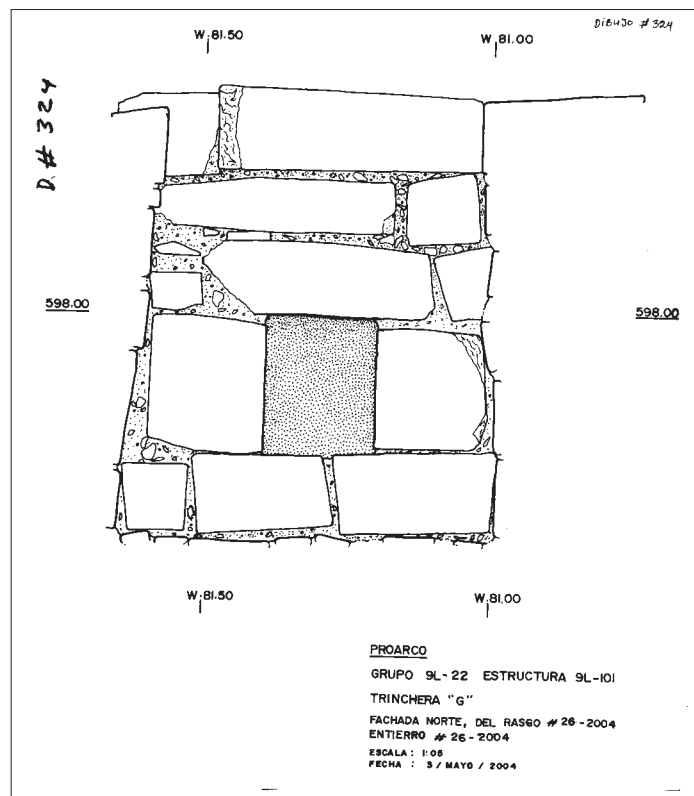 DIBUJO #324
W.81.50 W.81.00
D.#324
598.00 598.00
W.81.50 W.81.00
PROARCO
GRUPO 9L-22 ESTRUCTURA 9L-101
TRINCHERA "G"
FACHADA NORTE, DEL RASGO #26-2004
ENTIERRO #26-2004
ESCALA: 1:05
FECHA : 3/MAYO/2004